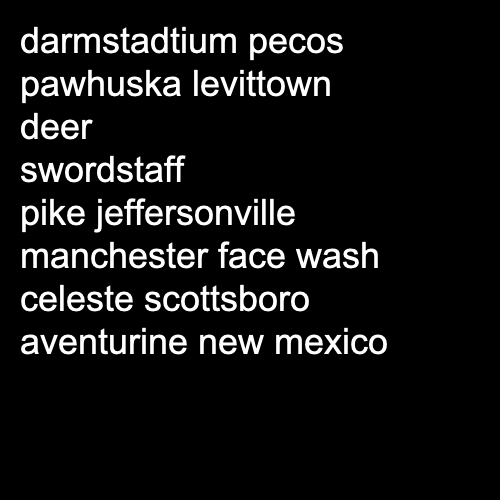 darmstadtium pecos
pawhuska levittown
deer
swordstaff
pike jeffersonville
manchester face wash
celeste scottsboro
aventurine new mexico